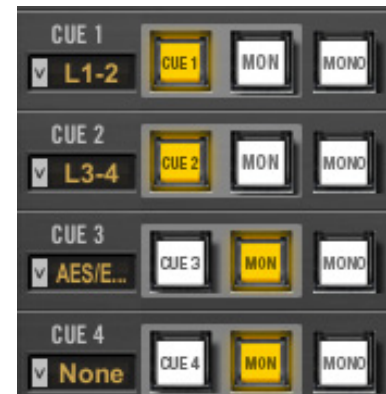 CUE 1
L1-2 CUE 1 MON MONO
CUE 2
L3-4 CUE 2 MON MONO
CUE 3
AES/E... CUE 3 MON MONO
CUE 4
None CUE 4 MON MONO